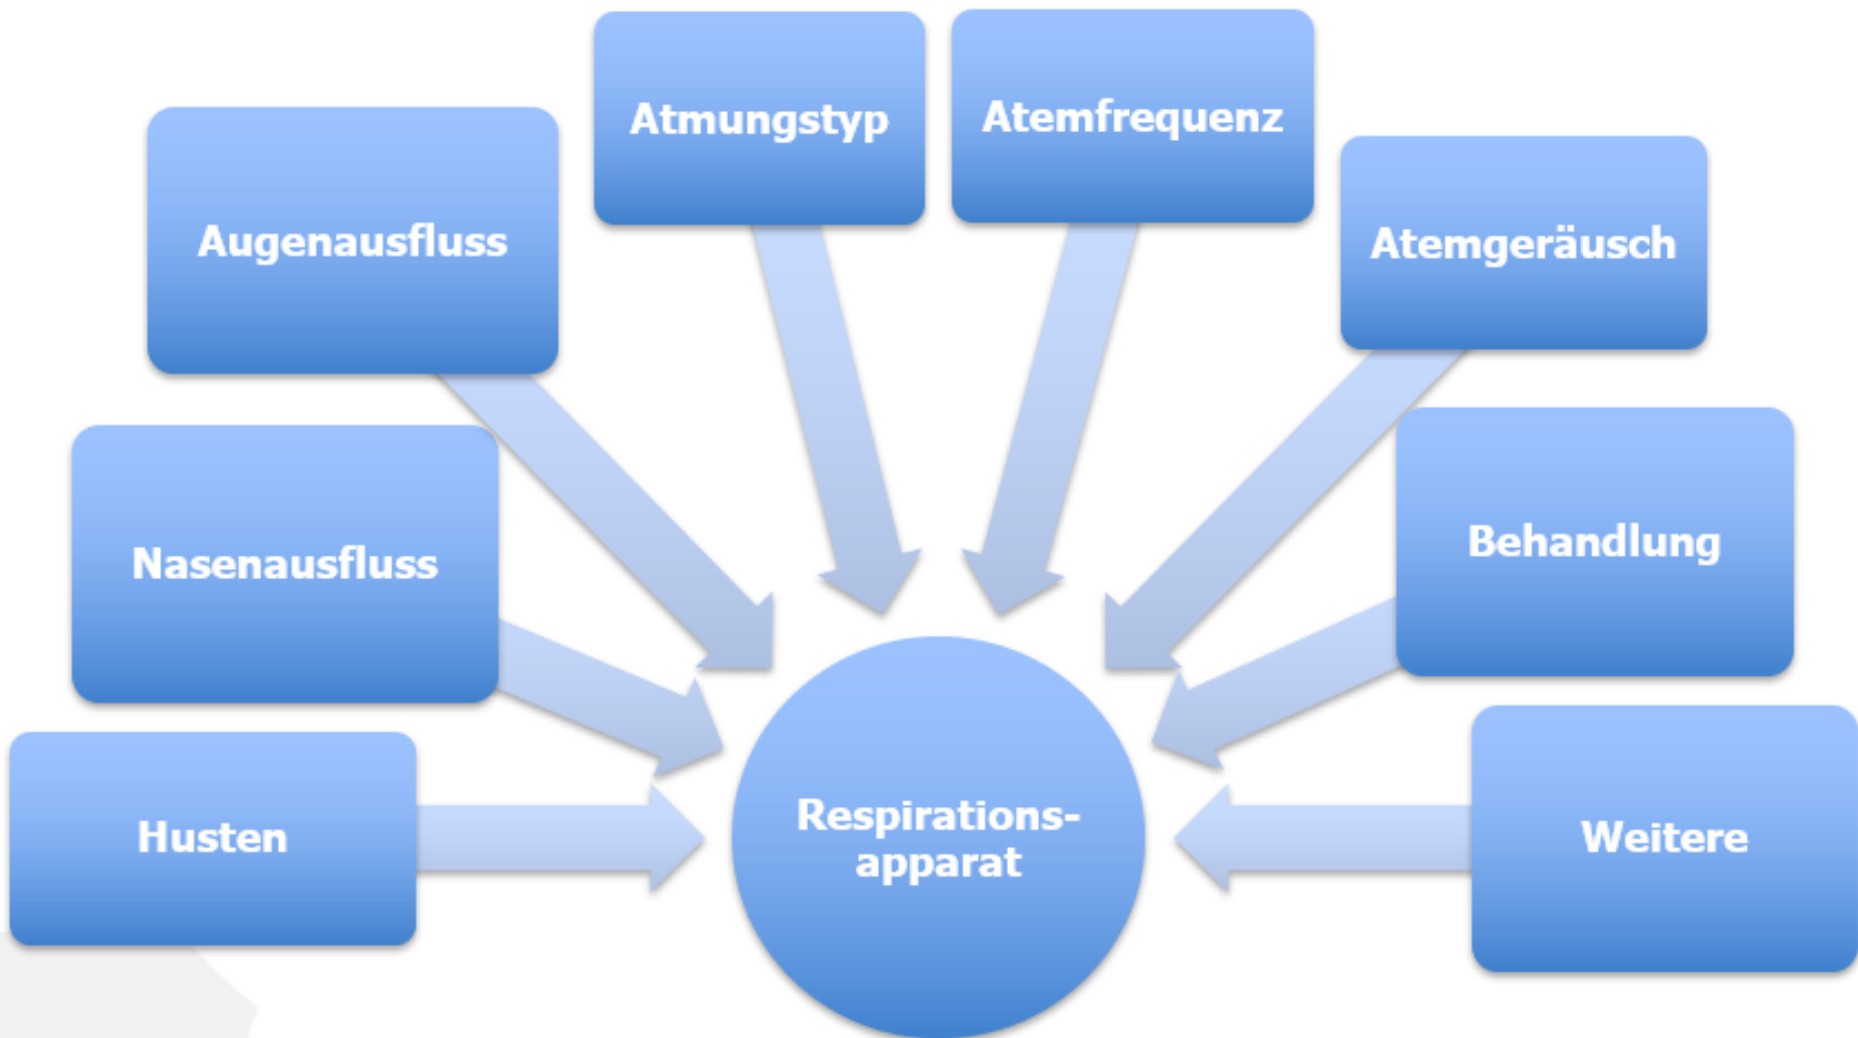 Atmungstyp
Atemfrequenz
Augenausfluss
Atemgeräusch
Nasenausfluss
Behandlung
Husten
Respirations-
apparat
Weitere